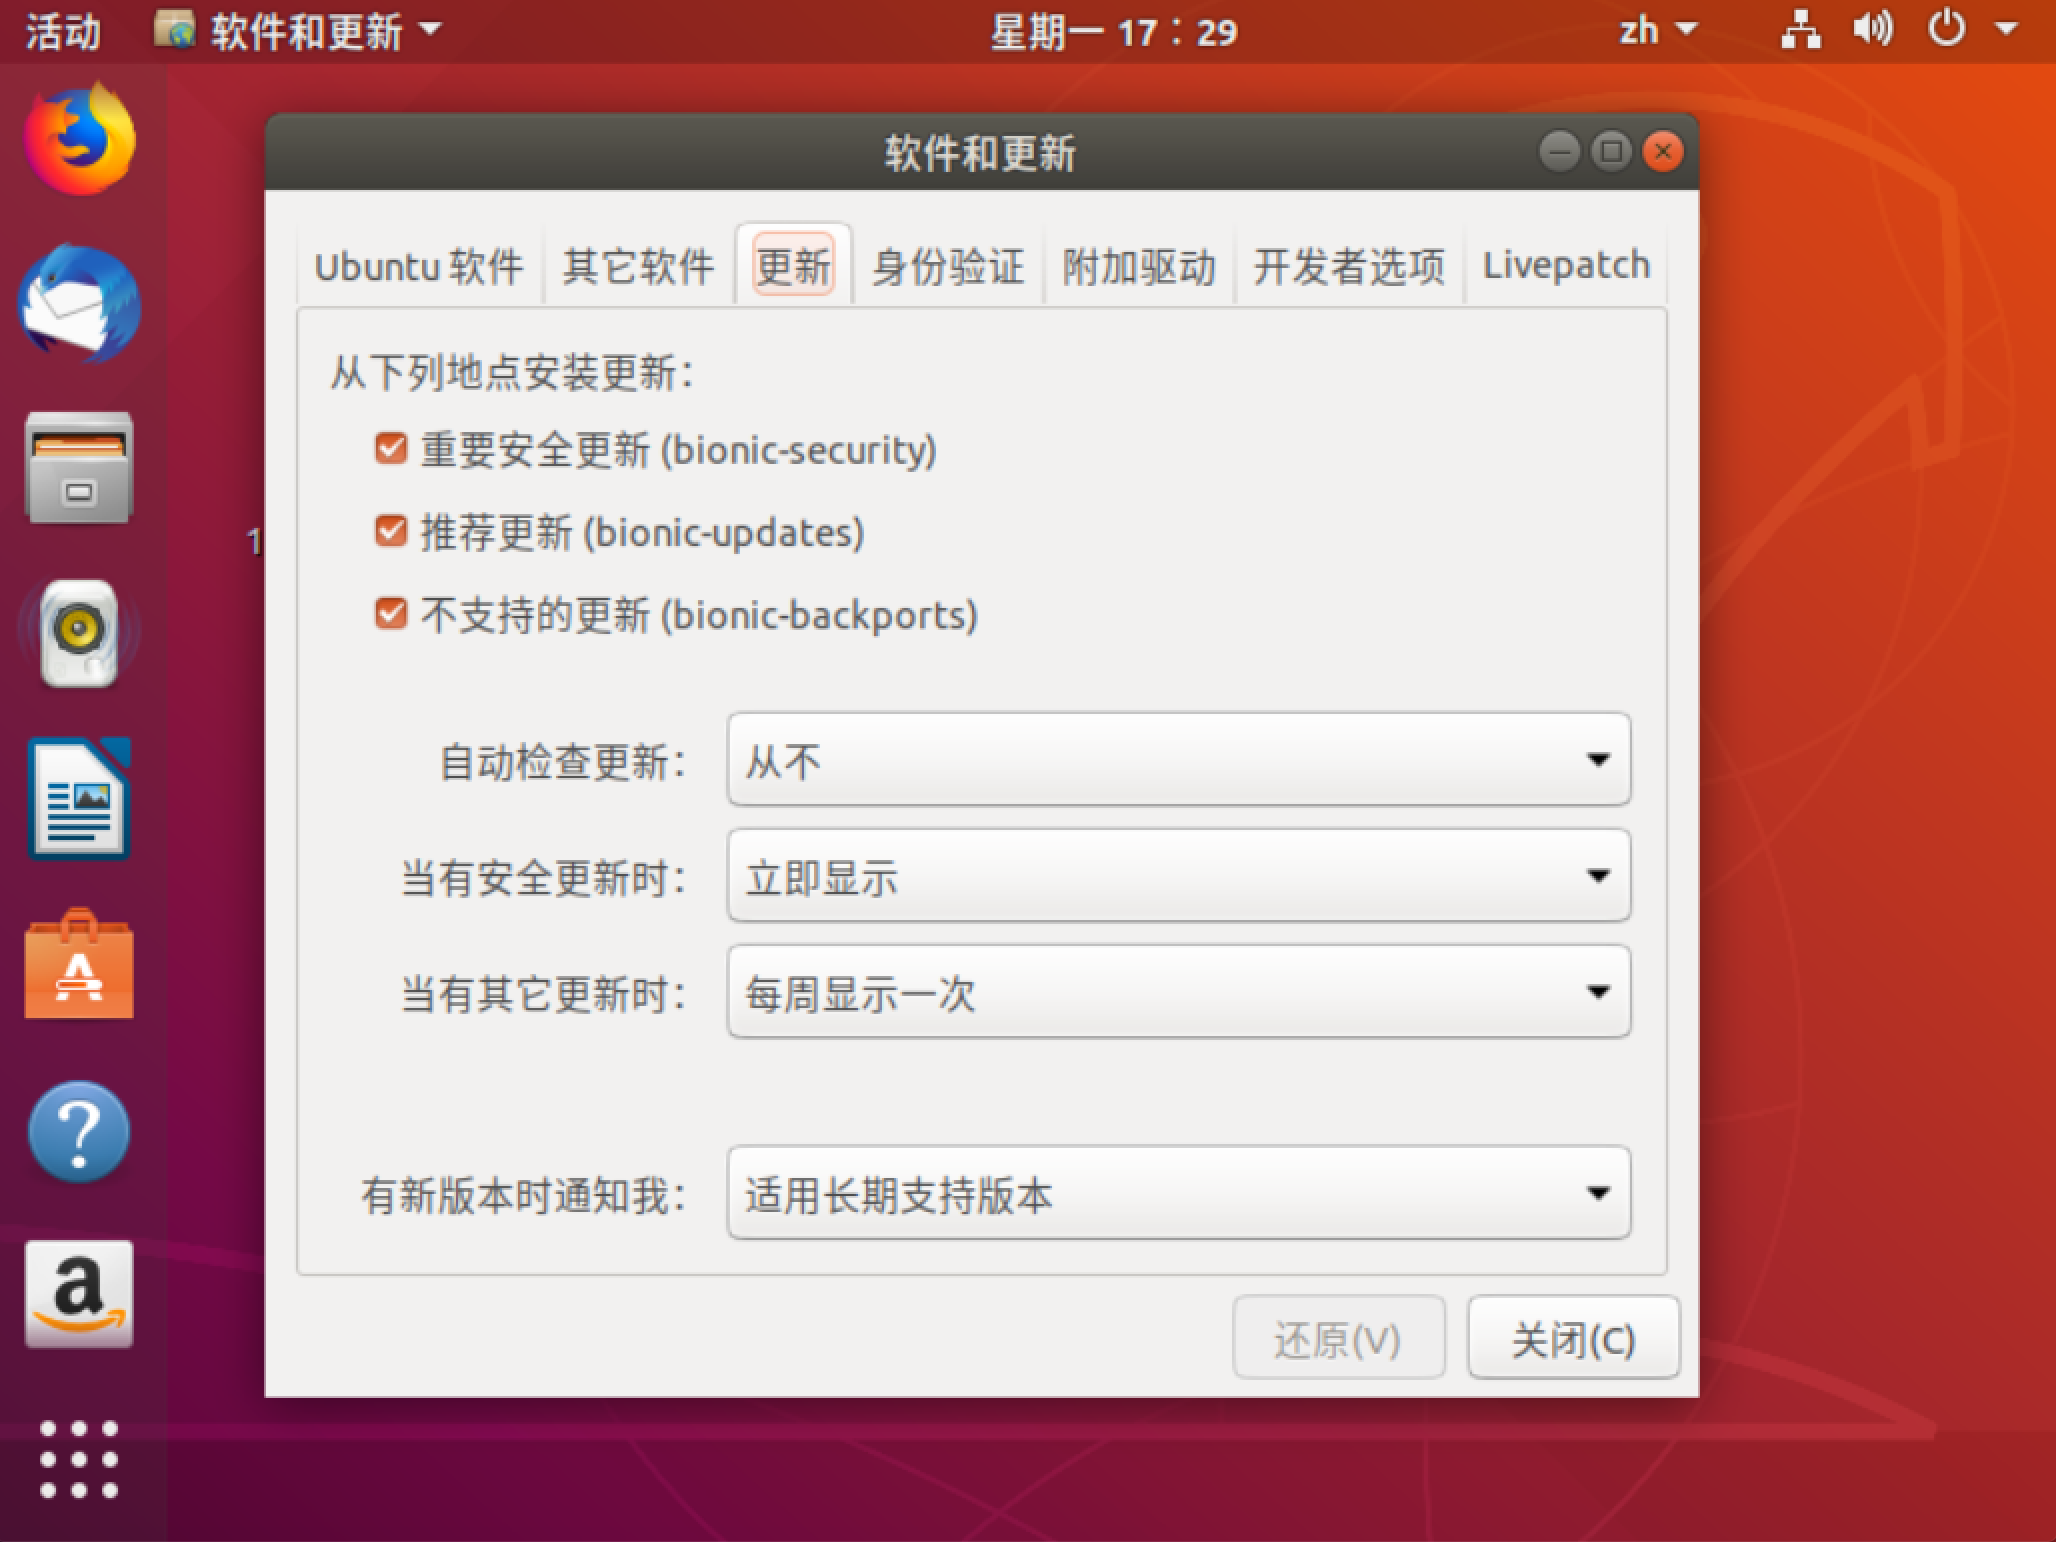 活动 软件和更新 星期一 17：29 zh
软件和更新
Ubuntu 软件 其它软件 更新 身份验证 附加驱动 开发者选项 Livepatch
从下列地点安装更新：
重要安全更新 (bionic-security)
1
推荐更新 (bionic-updates)
不支持的更新 (bionic-backports)
自动检查更新： 从不
当有安全更新时： 立即显示
当有其它更新时： 每周显示一次
有新版本时通知我： 适用长期支持版本
还原(V) 关闭(C)